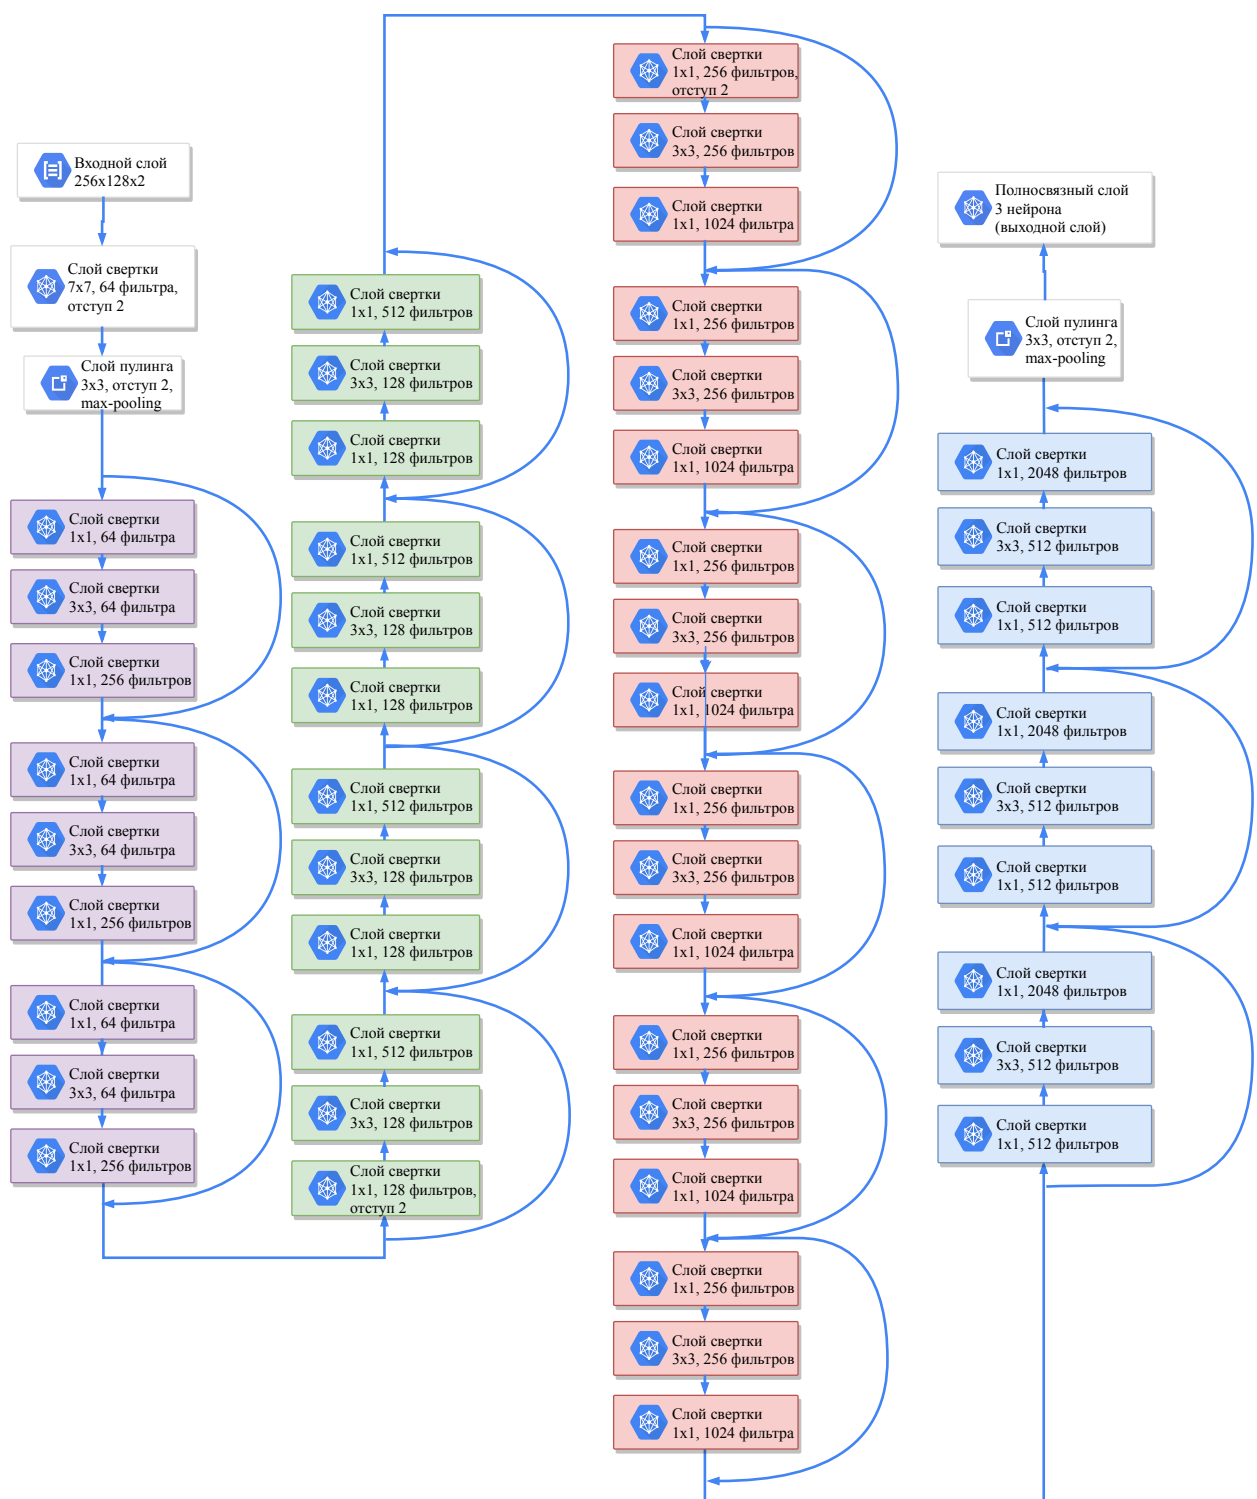 Входной слой
256x128x2
Слой свертки
7x7, 64 фильтра,
отступ 2
Слой пулинга
3x3, отступ 2,
max-pooling
Слой свертки
1x1, 64 фильтра
Слой свертки
3x3, 64 фильтра
Слой свертки
1x1, 256 фильтров
Слой свертки
1x1, 64 фильтра
Слой свертки
3x3, 64 фильтра
Слой свертки
1x1, 256 фильтров
Слой свертки
1x1, 64 фильтра
Слой свертки
3x3, 64 фильтра
Слой свертки
1x1, 256 фильтров
Слой свертки
1x1, 128 фильтров,
отступ 2
Слой свертки
3x3, 128 фильтров
Слой свертки
1x1, 512 фильтров
Слой свертки
1x1, 128 фильтров
Слой свертки
3x3, 128 фильтров
Слой свертки
1x1, 512 фильтров
Слой свертки
1x1, 128 фильтров
Слой свертки
3x3, 128 фильтров
Слой свертки
1x1, 512 фильтров
Слой свертки
1x1, 128 фильтров
Слой свертки
3x3, 128 фильтров
Слой свертки
1x1, 512 фильтров
Слой свертки
1x1, 256 фильтров,
отступ 2
Слой свертки
3x3, 256 фильтров
Слой свертки
1x1, 1024 фильтра
Слой свертки
1x1, 256 фильтров
Слой свертки
3x3, 256 фильтров
Слой свертки
1x1, 1024 фильтра
Слой свертки
1x1, 256 фильтров
Слой свертки
3x3, 256 фильтров
Слой свертки
1x1, 1024 фильтра
Слой свертки
1x1, 256 фильтров
Слой свертки
3x3, 256 фильтров
Слой свертки
1x1, 1024 фильтра
Слой свертки
1x1, 256 фильтров
Слой свертки
3x3, 256 фильтров
Слой свертки
1x1, 1024 фильтра
Слой свертки
1x1, 256 фильтров
Слой свертки
3x3, 256 фильтров
Слой свертки
1x1, 1024 фильтра
Слой свертки
1x1, 512 фильтров
Слой свертки
3x3, 512 фильтров
Слой свертки
1x1, 2048 фильтров
Слой свертки
1x1, 512 фильтров
Слой свертки
3x3, 512 фильтров
Слой свертки
1x1, 2048 фильтров
Слой свертки
1x1, 512 фильтров
Слой свертки
3x3, 512 фильтров
Слой свертки
1x1, 2048 фильтров
Слой пулинга
3x3, отступ 2,
max-pooling
Полносвязный слой
3 нейрона
(выходной слой)